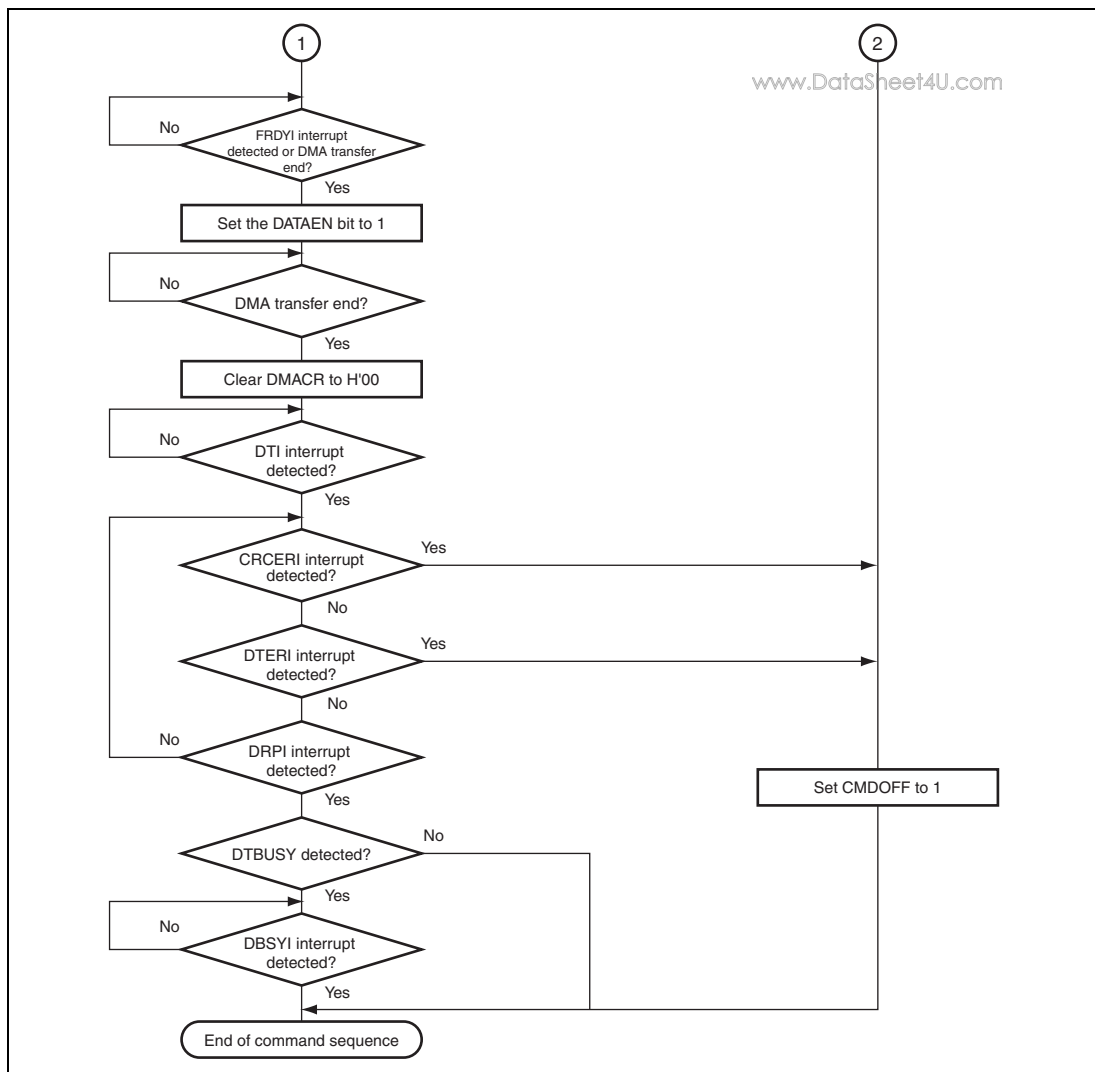 1
2
www.DataSheet4U.com
No
FRDYI interrupt
detected or DMA transfer
end?
Yes
Set the DATAEN bit to 1
No
DMA transfer end?
Yes
Clear DMACR to H'00
No
DTI interrupt
detected?
Yes
CRCERI interrupt
detected?
Yes
No
DTERI interrupt
detected?
Yes
No
No
DRPI interrupt
detected?
Yes
Set CMDOFF to 1
DTBUSY detected?
No
Yes
No
DBSYI interrupt
detected?
Yes
End of command sequence